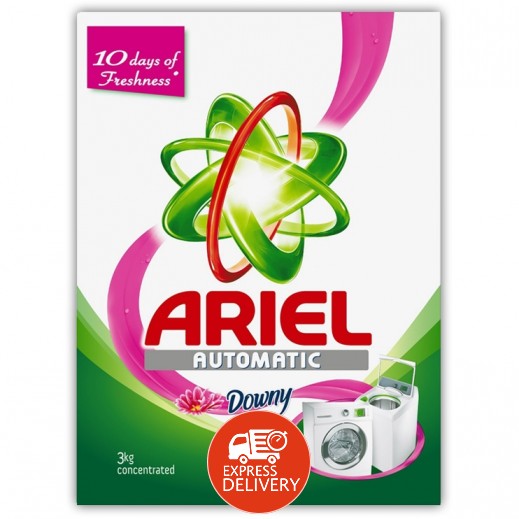 10 days of
Freshness*
ARIEL
AUTOMATIC
Downy
3kg
concentrated
EXPRESS
DELIVERY